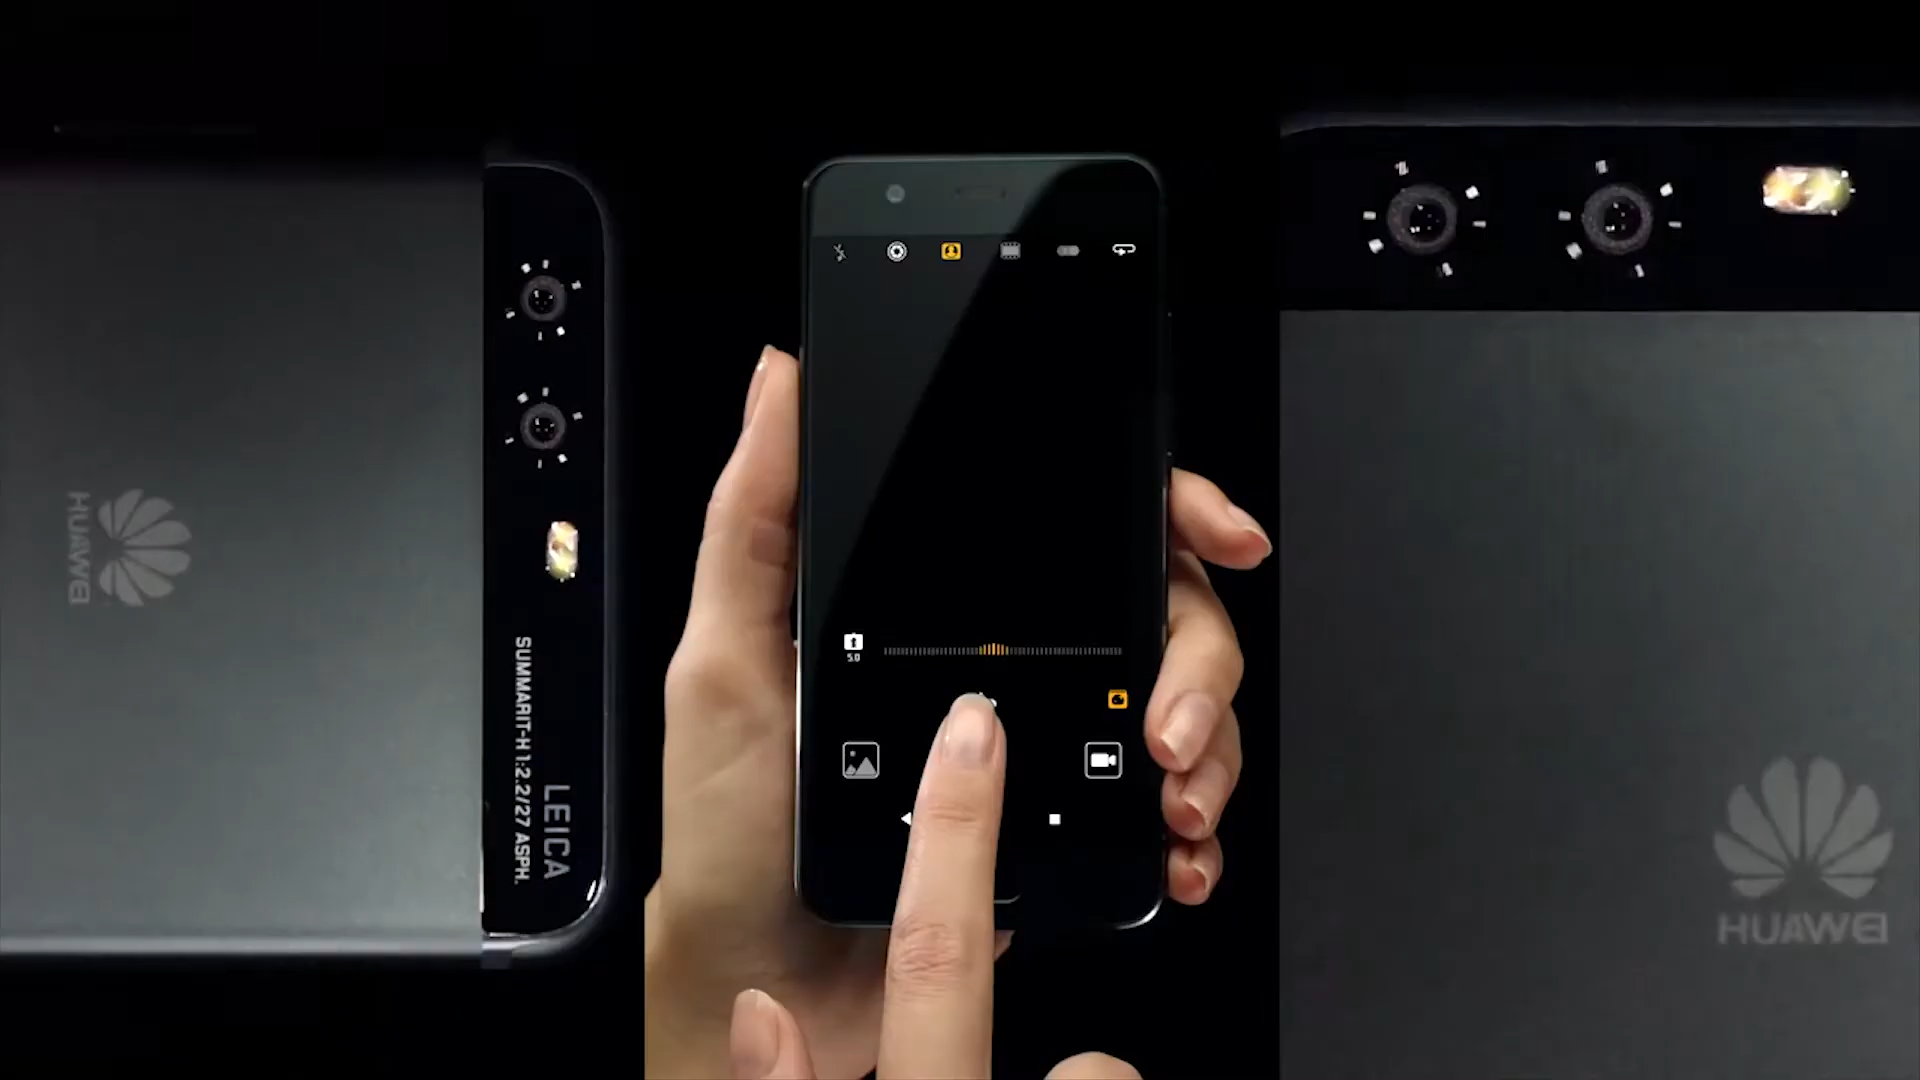 HUAWEI
SUMMARIT-H 1:2.2/27 ASPH.
LEICA
5.0
HUAWEI